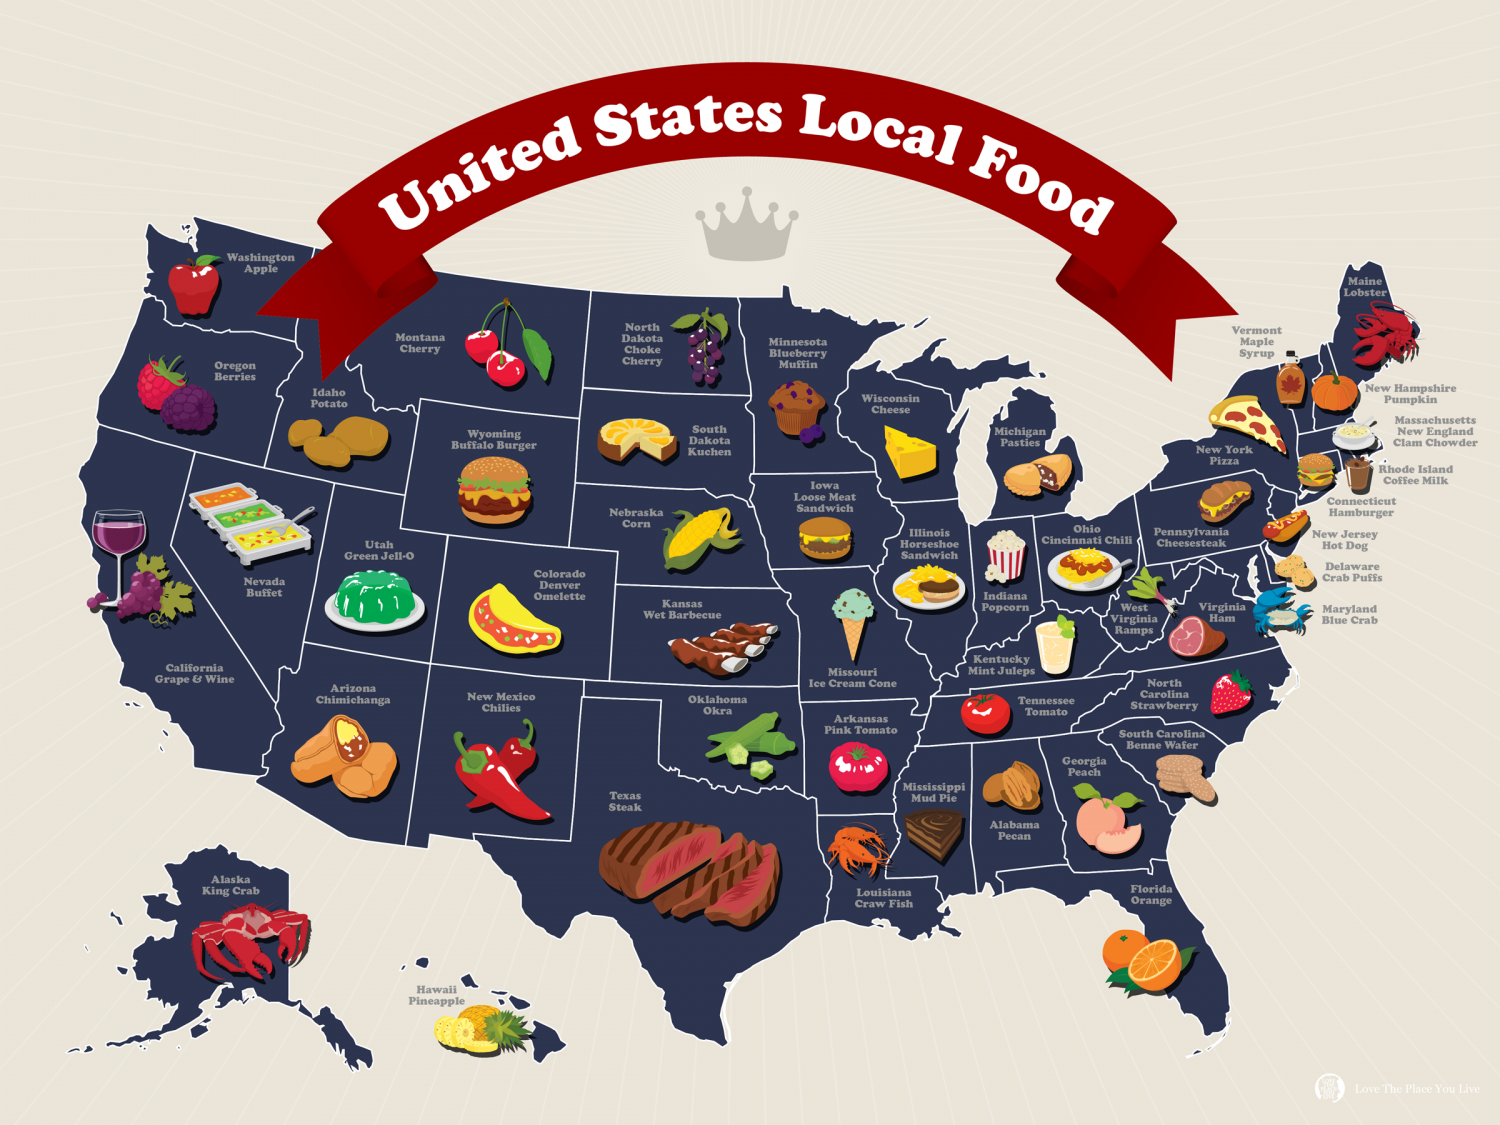 United States Local Food
Washington
Apple
Montana
Cherry
North
Dakota
Choke
Cherry
Minnesota
Blueberry
Muffin
Maine
Lobster
Vermont
Maple
Syrup
Oregon
Berries
Idaho
Potato
Wyoming
Buffalo Burger
South
Dakota
Kuchen
Wisconsin
Cheese
Michigan
Pasties
New Hampshire
Pumpkin
Massachusetts
New England
Clam Chowder
New York
Pizza
Rhode Island
Coffee Milk
Connecticut
Hamburger
Nebraska
Corn
Iowa
Loose Meat
Sandwich
Illinois
Horseshoe
Sandwich
Indiana
Popcorn
Ohio
Cincinnati Chili
Pennsylvania
Cheesesteak
New Jersey
Hot Dog
Delaware
Crab Puffs
Maryland
Blue Crab
Nevada
Buffet
Utah
Green Jell-O
Colorado
Denver
Omelette
Kansas
Wet Barbecue
Missouri
Ice Cream Cone
Kentucky
Mint Juleps
West
Virginia
Ramps
Virginia
Ham
California
Grape & Wine
Arizona
Chimichanga
New Mexico
Chilies
Oklahoma
Okra
Arkansas
Pink Tomato
Tennessee
Tomato
North
Carolina
Strawberry
South Carolina
Benne Wafer
Georgia
Peach
Texas
Steak
Mississippi
Mud Pie
Alabama
Pecan
Louisiana
Craw Fish
Florida
Orange
Alaska
King Crab
Hawaii
Pineapple
Love The Place You Live